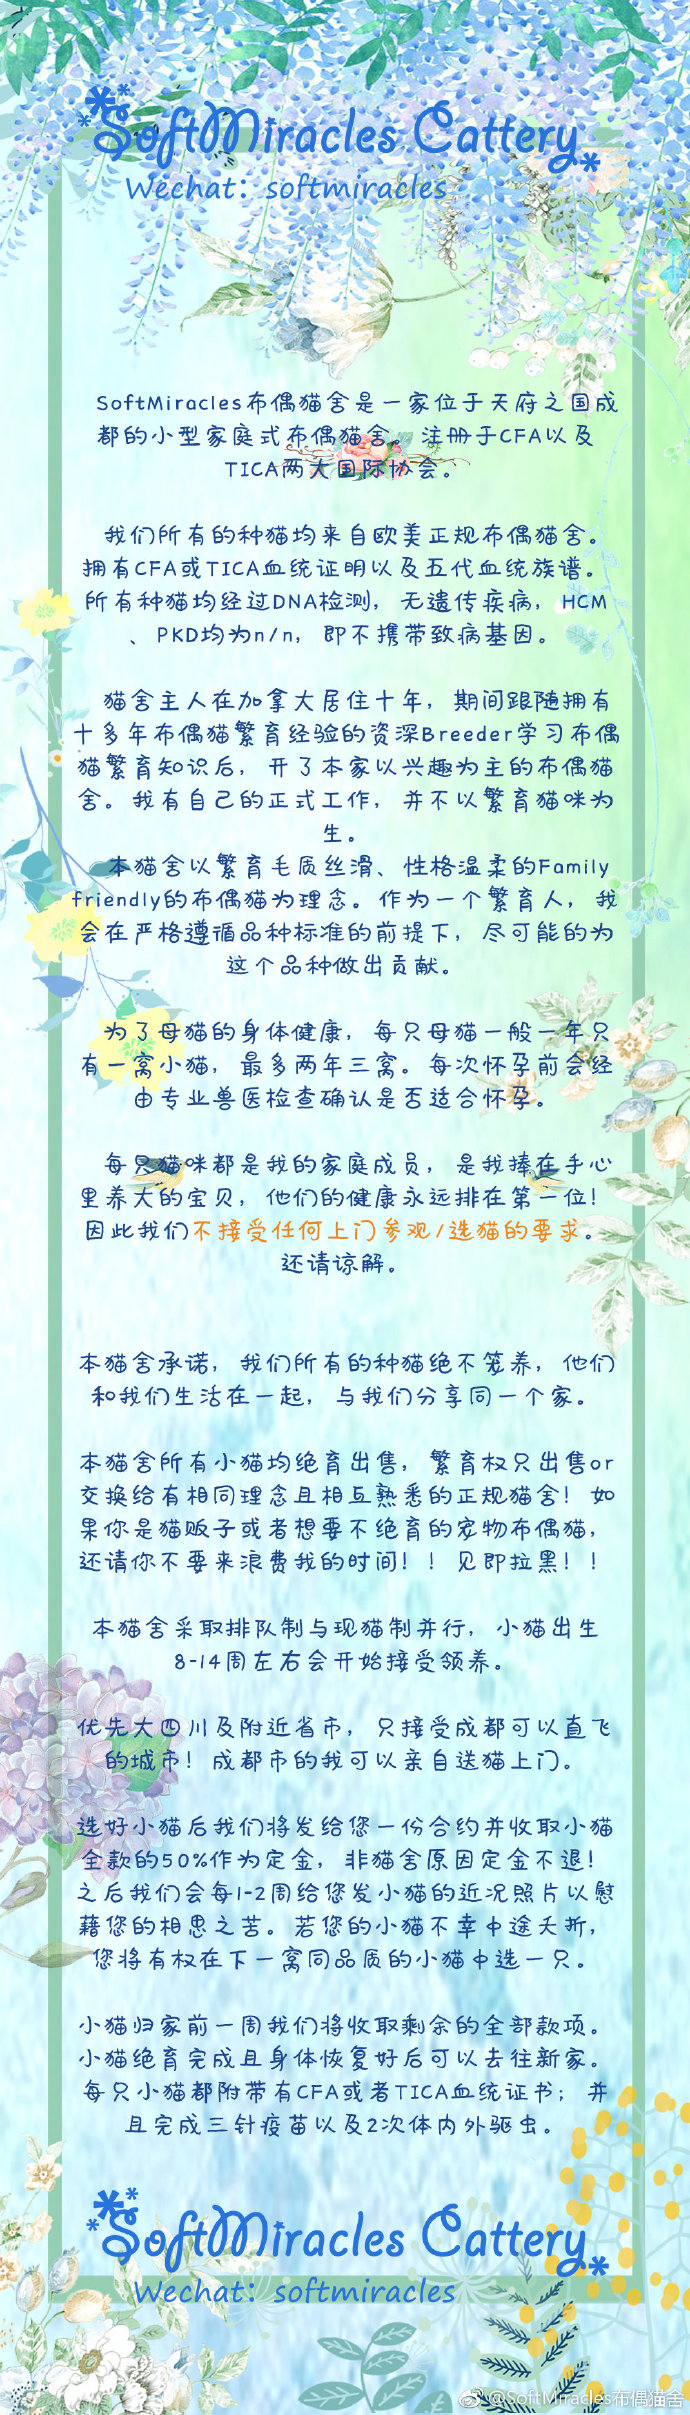 SoftMiracles Cattery
Wechat：softmiracles
SoftMiracles布偶猫舍是一家位于天府之国成
都的小型家庭式布偶猫舍。注册于CFA以及
TICA两大国际协会。
我们所有的种猫均来自欧美正规布偶猫舍。
拥有CFA或TICA血统证明以及五代血统族谱。
所有种猫均经过DNA检测，无遗传疾病，HCM
、PKD均为n/n，即不携带致病基因。
猫舍主人在加拿大居住十年，期间跟随拥有
十多年布偶猫繁育经验的资深Breeder学习布偶
猫繁育知识后，开了本家以兴趣为主的布偶猫
舍。我有自己的正式工作，并不以繁育猫咪为
生。
本猫舍以繁育毛质丝滑、性格温柔的Family
friendly的布偶猫为理念。作为一个繁育人，我
会在严格遵循品种标准的前提下，尽可能的为
这个品种做出贡献。
为了母猫的身体健康，每只母猫一般一年只
有一窝小猫，最多两年三窝。每次怀孕前会经
由专业兽医检查确认是否适合怀孕。
每只猫咪都是我的家庭成员，是我捧在手心
里养大的宝贝，他们的健康永远排在第一位！
因此我们不接受任何上门参观/选猫的要求。
还请谅解。
本猫舍承诺，我们所有的种猫绝不笼养，他们
和我们生活在一起，与我们分享同一个家。
本猫舍所有小猫均绝育出售，繁育权只出售or
交换给有相同理念且相互熟悉的正规猫舍！如
果你是猫贩子或者想要不绝育的宠物布偶猫，
还请你不要来浪费我的时间！！见即拉黑！！
本猫舍采取排队制与现猫制并行，小猫出生
8-14周左右会开始接受领养。
优先大四川及附近省市，只接受成都可以直飞
的城市！成都市的我可以亲自送猫上门。
选好小猫后我们将发给您一份合约并收取小猫
全款的50%作为定金，非猫舍原因定金不退！
之后我们会每1-2周给您发小猫的近况照片以慰
藉您的相思之苦。若您的小猫不幸中途夭折，
您将有权在下一窝同品质的小猫中选一只。
小猫归家前一周我们将收取剩余的全部款项。
小猫绝育完成且身体恢复好后可以去往新家。
每只小猫都附带有CFA或者TICA血统证书；并
且完成三针疫苗以及2次体内外驱虫。
SoftMiracles Cattery
Wechat：softmiracles
@SoftMiracles布偶猫舍